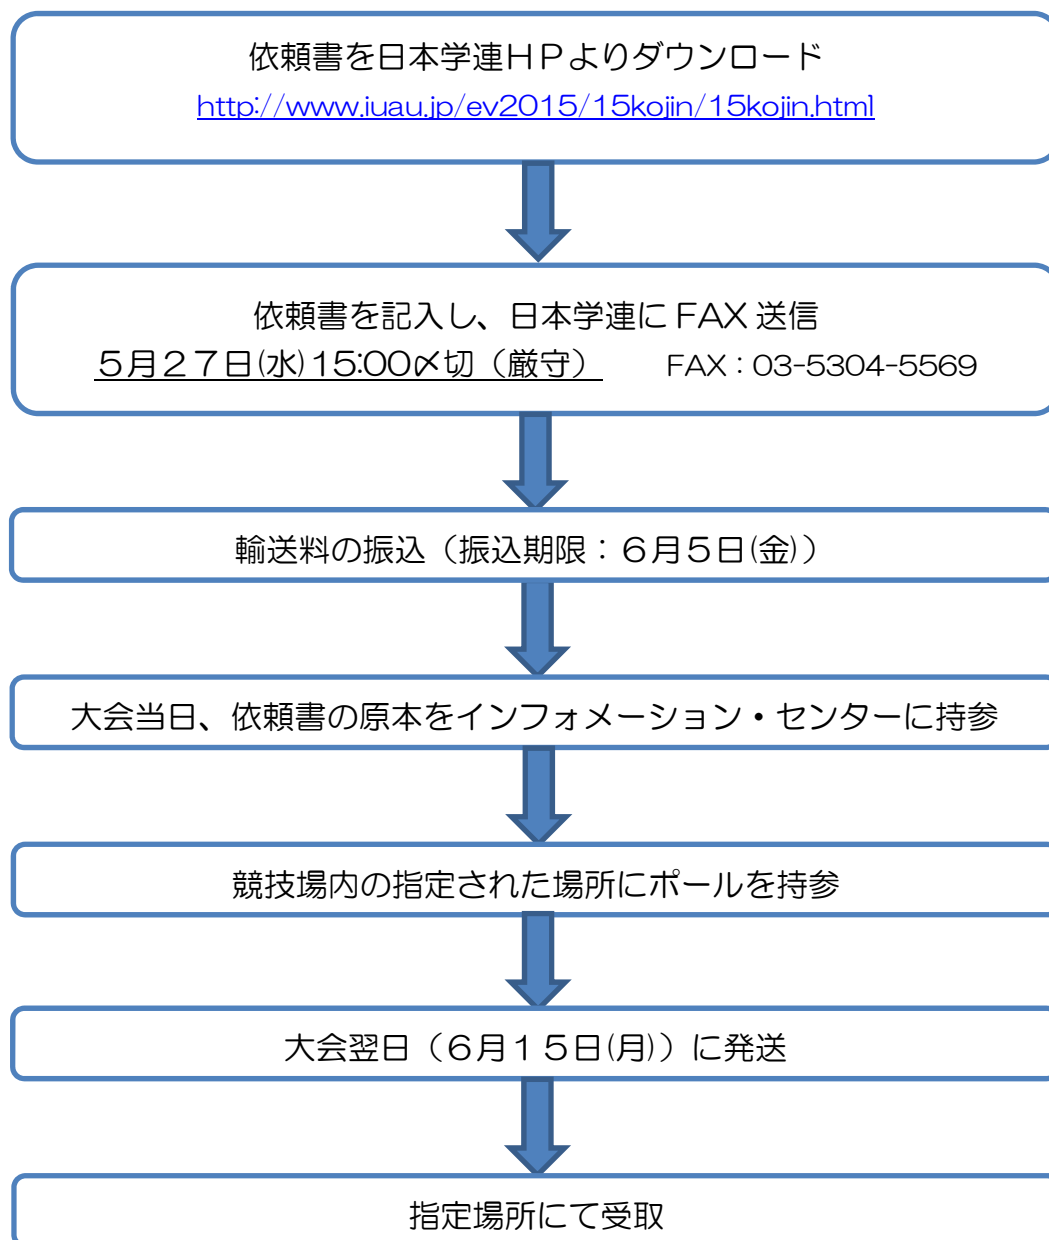 依頼書を日本学連HPよりダウンロード
http://www.iuau.jp/ev2015/15kojin/15kojin.html
依頼書を記入し、日本学連に FAX 送信
5月27日(水)15:00〆切（厳守） FAX：03-5304-5569
輸送料の振込（振込期限：6月5日(金)）
大会当日、依頼書の原本をインフォメーション・センターに持参
競技場内の指定された場所にポールを持参
大会翌日（6月15日(月)）に発送
指定場所にて受取